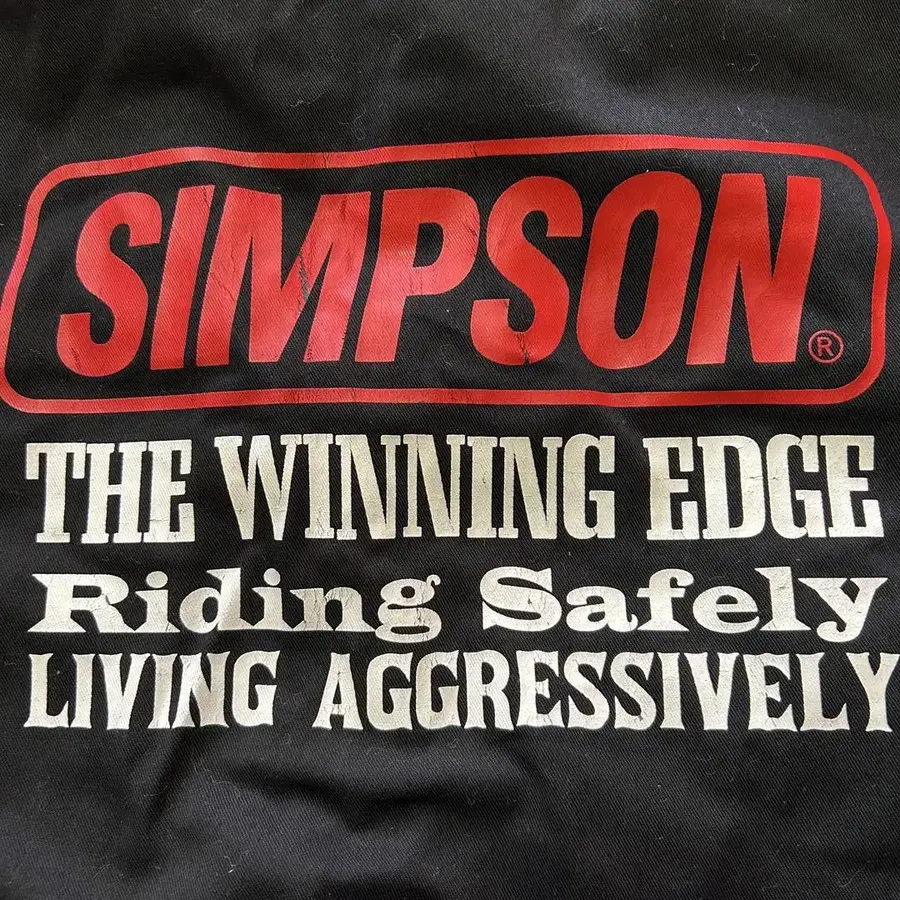 SIMPSON®
THE WINNING EDGE
Riding Safely
LIVING AGGRESSIVELY